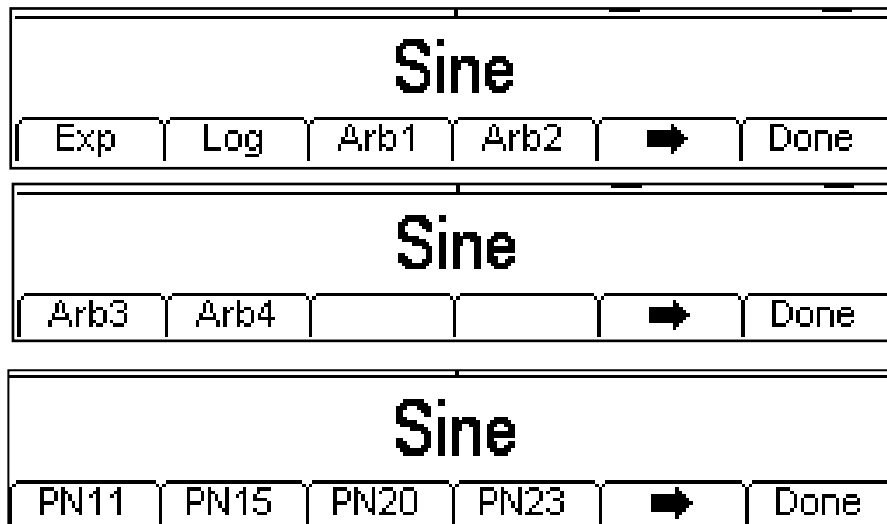 Sine
Exp Log Arb1 Arb2 Done
Sine
Arb3 Arb4 Done
Sine
PN11 PN15 PN20 PN23 Done